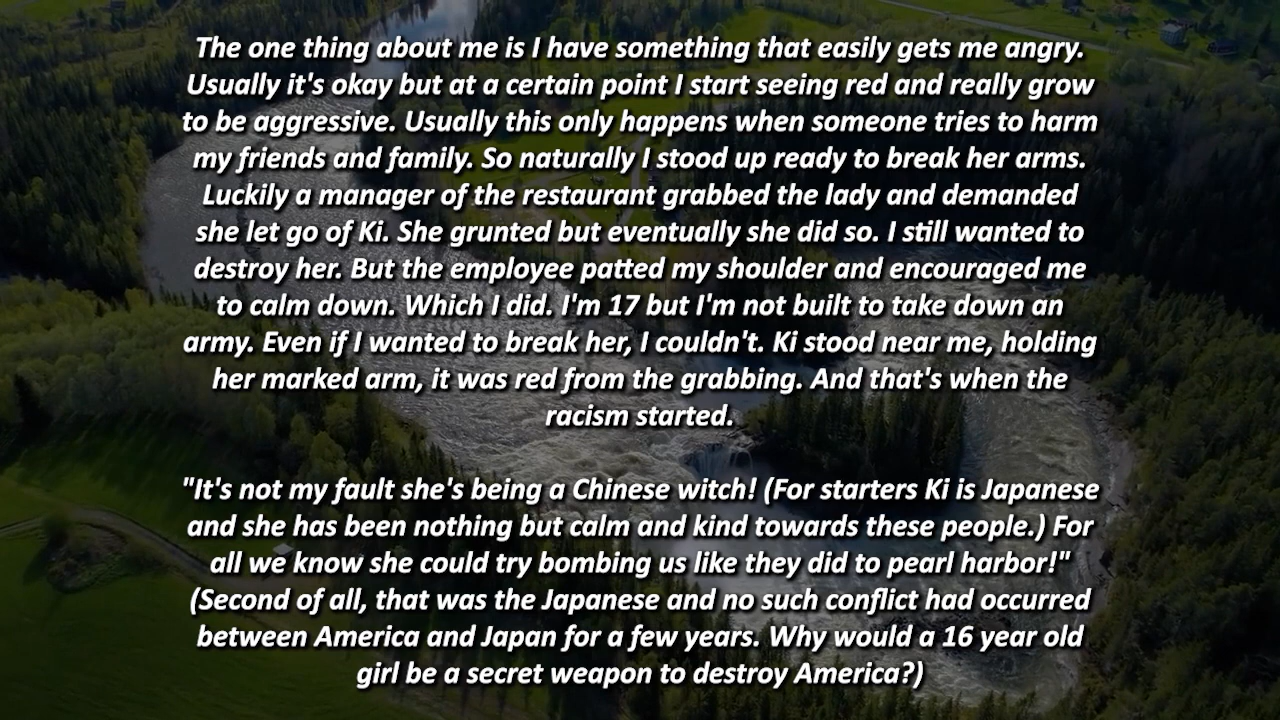 The one thing about me is I have something that easily gets me angry.
Usually it's okay but at a certain point I start seeing red and really grow
to be aggressive. Usually this only happens when someone tries to harm
my friends and family. So naturally I stood up ready to break her arms.
Luckily a manager of the restaurant grabbed the lady and demanded
she let go of Ki. She grunted but eventually she did so. I still wanted to
destroy her. But the employee patted my shoulder and encouraged me
to calm down. Which I did. I'm 17 but I'm not built to take down an
army. Even if I wanted to break her, I couldn't. Ki stood near me, holding
her marked arm, it was red from the grabbing. And that's when the
racism started.
"It's not my fault she's being a Chinese witch! (For starters Ki is Japanese
and she has been nothing but calm and kind towards these people.) For
all we know she could try bombing us like they did to pearl harbor!"
(Second of all, that was the Japanese and no such conflict had occurred
between America and Japan for a few years. Why would a 16 year old
girl be a secret weapon to destroy America?)